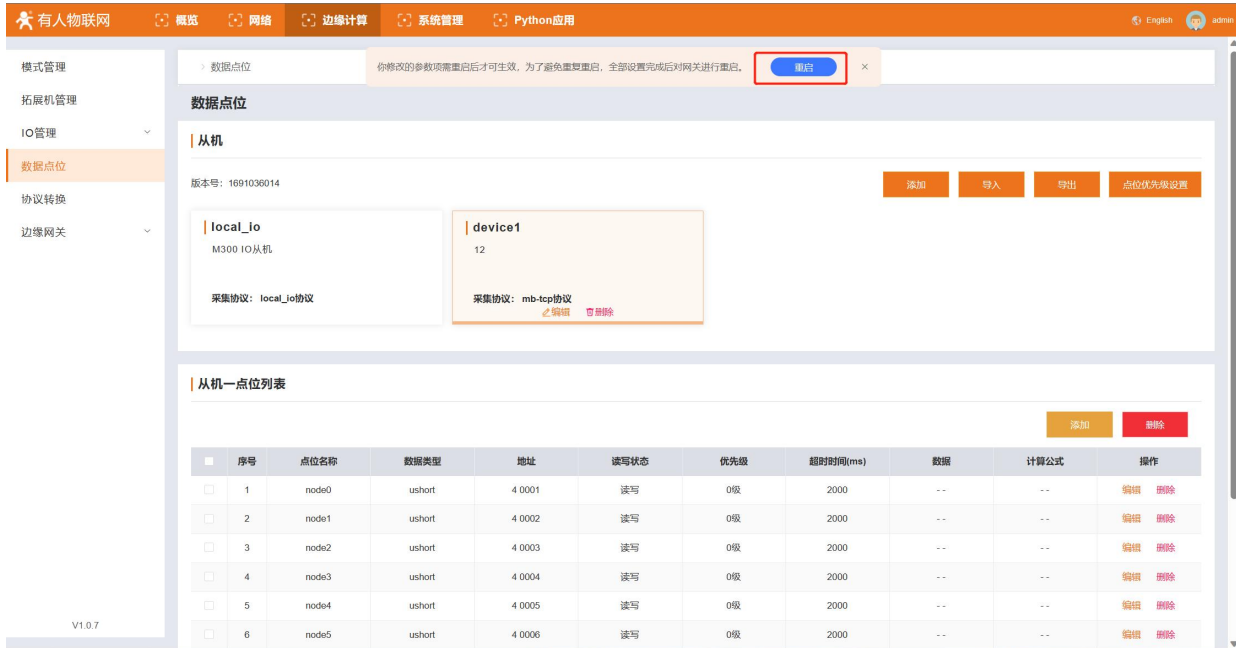 有人物联网 概览 网络 边缘计算 系统管理 Python应用 English admin
模式管理
拓展机管理
IO管理
数据点位
协议转换
边缘网关
V1.0.7
> 数据点位
你修改的参数项需重启后才可生效，为了避免重复重启，全部设置完成后对网关进行重启。 重启 ×
数据点位
从机
版本号：1691036014 添加 导入 导出 点位优先级设置
local_io
M300 IO从机
采集协议： local_io协议
device1
12
采集协议： mb-tcp协议
编辑 删除
从机一点位列表
添加 删除
序号 点位名称 数据类型 地址 读写状态 优先级 超时时间(ms) 数据 计算公式 操作
1 node0 ushort 4 0001 读写 0级 2000 -- -- 编辑 删除
2 node1 ushort 4 0002 读写 0级 2000 -- -- 编辑 删除
3 node2 ushort 4 0003 读写 0级 2000 -- -- 编辑 删除
4 node3 ushort 4 0004 读写 0级 2000 -- -- 编辑 删除
5 node4 ushort 4 0005 读写 0级 2000 -- -- 编辑 删除
6 node5 ushort 4 0006 读写 0级 2000 -- -- 编辑 删除